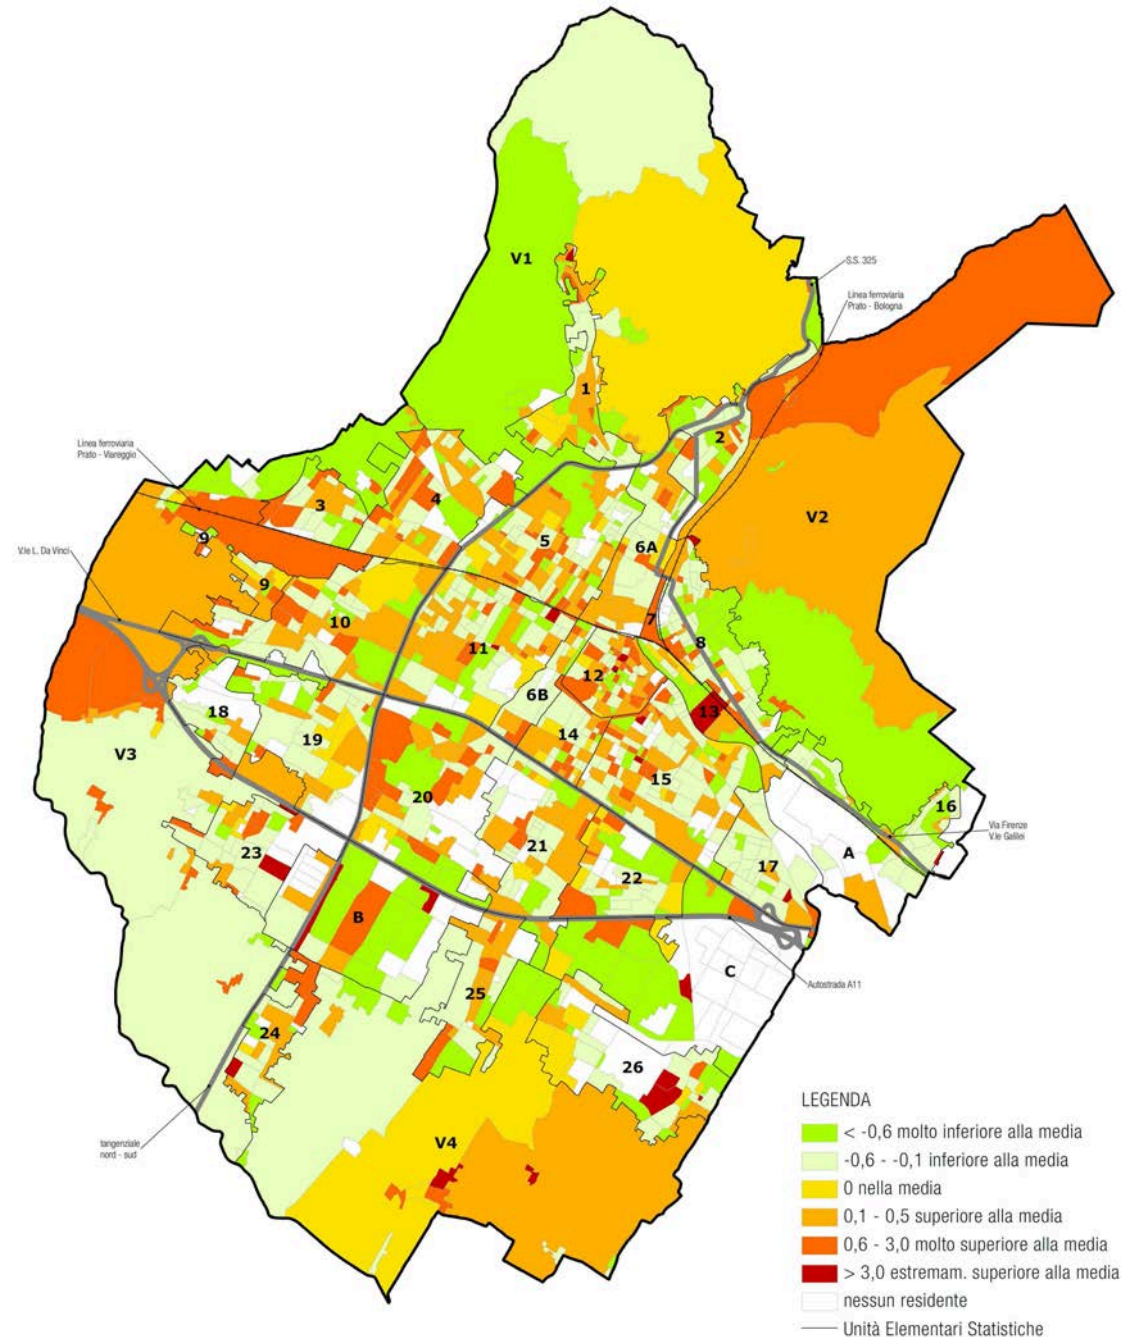 V1
S.S. 325
Linea ferroviaria
Prato - Bologna
1
2
Linea ferroviaria
Prato - Viareggio
3
4
V2
5
6A
9
V.le L. Da Vinci
9
10
7
8
11
12
6B
13
18
14
19
V3
15
20
16
Via Firenze
V.le Galilei
21
23
A
17
22
B
C
Autostrada A11
25
24
26
tangenziale
nord - sud
V4
LEGENDA
< -0,6 molto inferiore alla media
-0,6 - -0,1 inferiore alla media
0 nella media
0,1 - 0,5 superiore alla media
0,6 - 3,0 molto superiore alla media
> 3,0 estremam. superiore alla media
nessun residente
Unità Elementari Statistiche